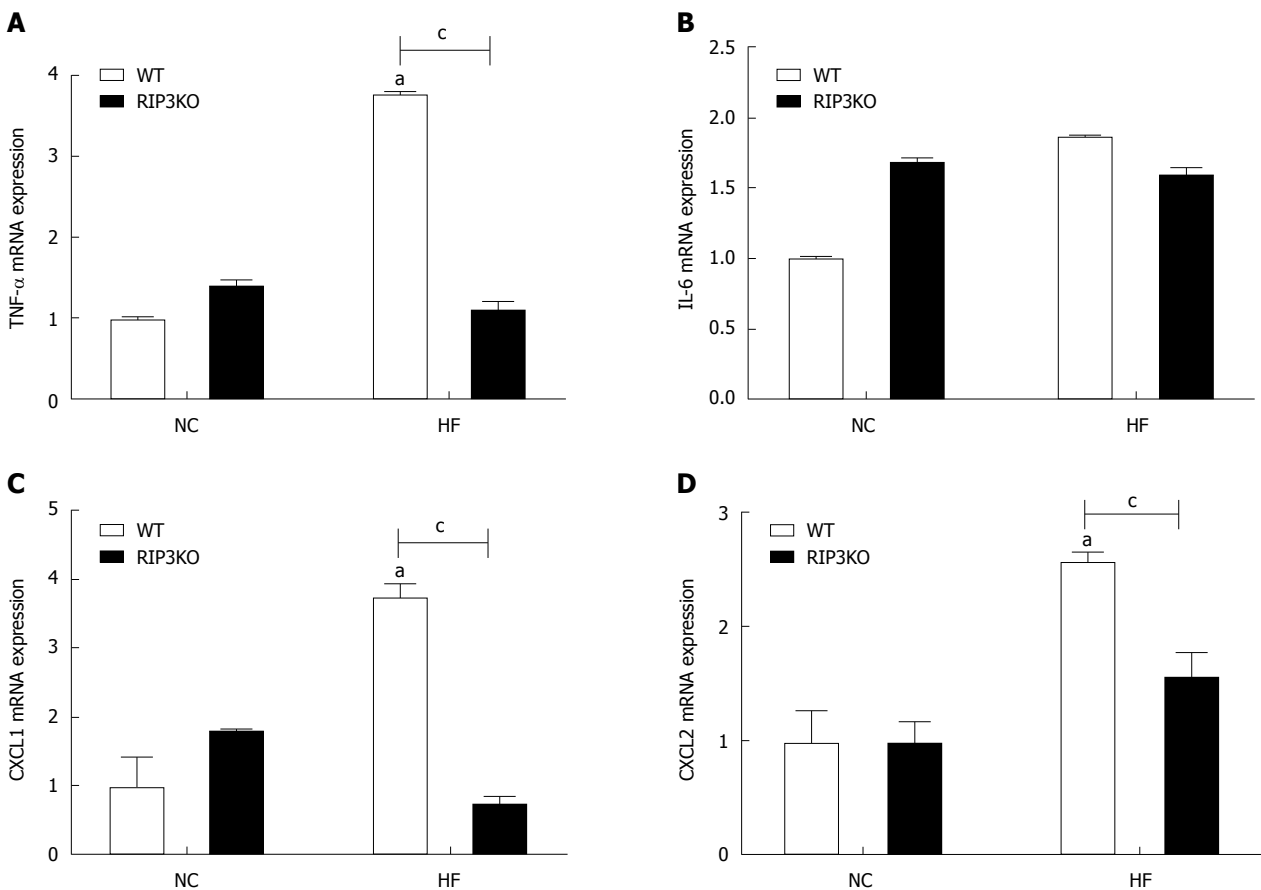 A
c
4
WT
RIP3KO
a
3
2
1
0
TNF-α mRNA expression
NC
HF
B
2.5
WT
RIP3KO
2.0
1.5
1.0
0.5
0.0
IL-6 mRNA expression
NC
HF
C
5
WT
RIP3KO
c
a
4
3
2
1
0
CXCL1 mRNA expression
NC
HF
D
3
WT
RIP3KO
c
a
2
1
0
CXCL2 mRNA expression
NC
HF